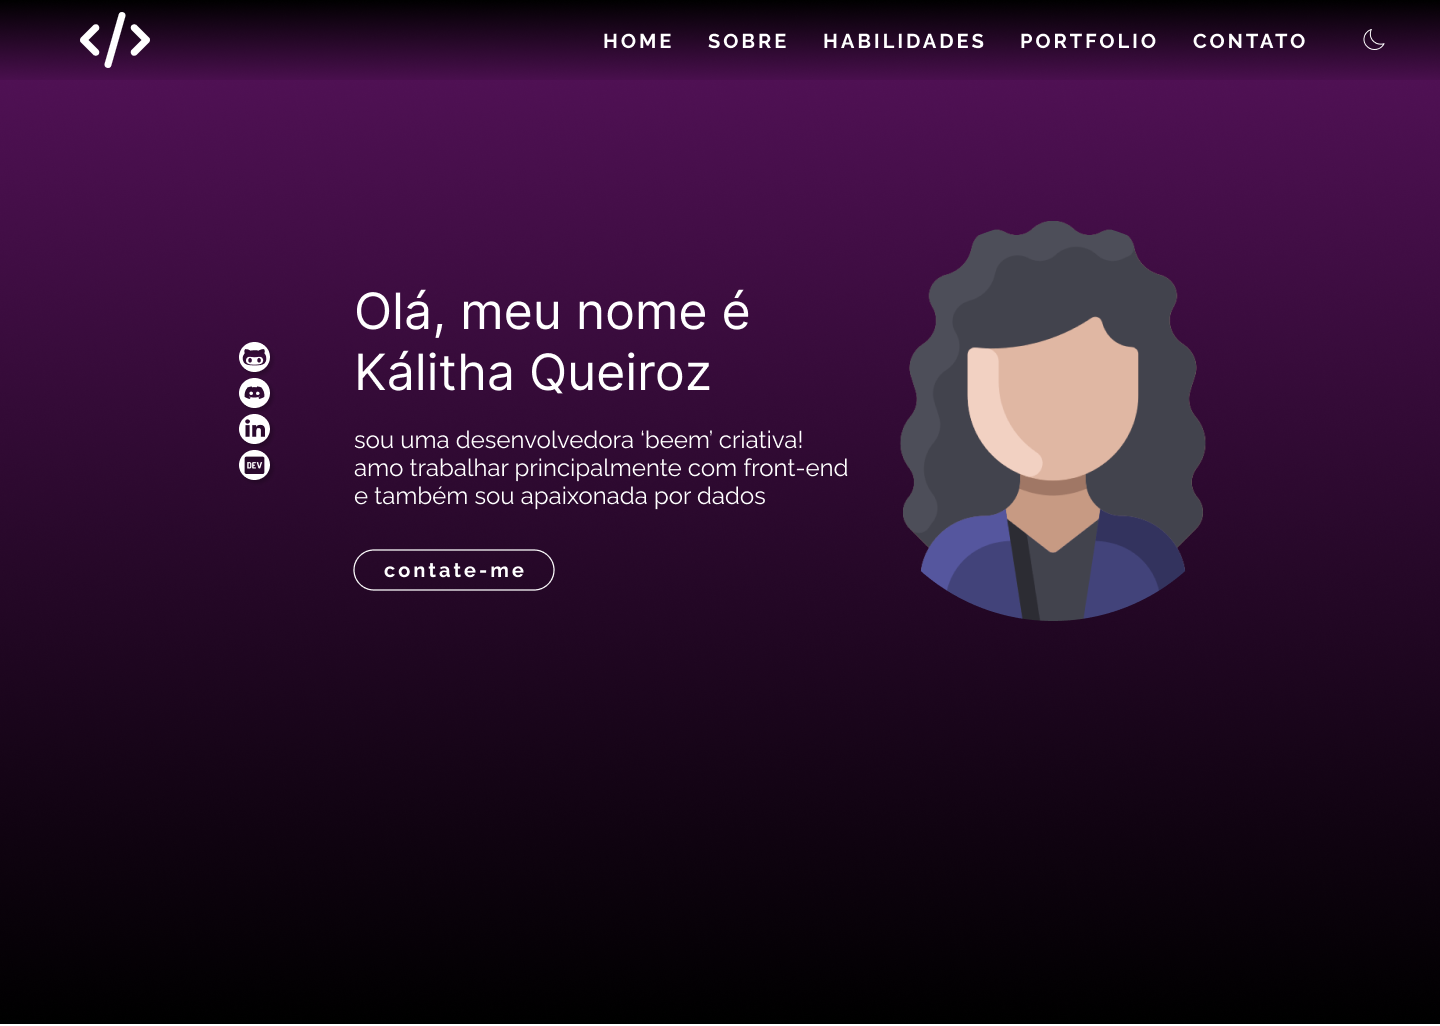 </>
HOME SOBRE HABILIDADES PORTFOLIO CONTATO
Olá, meu nome é
Kálitha Queiroz
in
DEV
sou uma desenvolvedora ‘beem’ criativa!
amo trabalhar principalmente com front-end
e também sou apaixonada por dados
contate-me